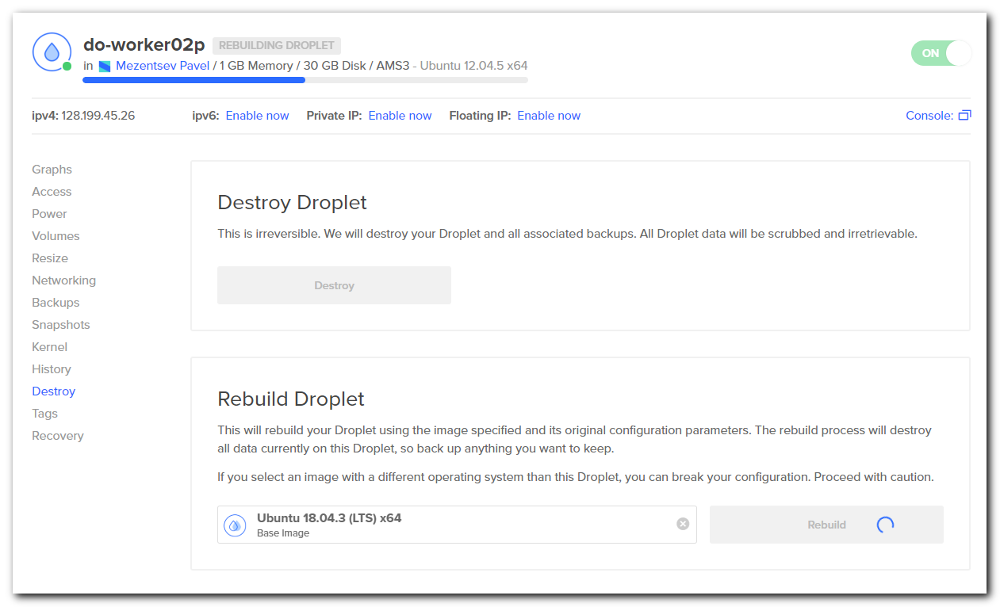 do-worker02p REBUILDING DROPLET
in Mezentsev Pavel / 1 GB Memory / 30 GB Disk / AMS3 - Ubuntu 12.04.5 x64
ON
ipv4: 128.199.45.26 ipv6: Enable now Private IP: Enable now Floating IP: Enable now Console:
Graphs
Access
Power
Volumes
Resize
Networking
Backups
Snapshots
Kernel
History
Destroy
Tags
Recovery
Destroy Droplet
This is irreversible. We will destroy your Droplet and all associated backups. All Droplet data will be scrubbed and irretrievable.
Destroy
Rebuild Droplet
This will rebuild your Droplet using the image specified and its original configuration parameters. The rebuild process will destroy
all data currently on this Droplet, so back up anything you want to keep.
If you select an image with a different operating system than this Droplet, you can break your configuration. Proceed with caution.
Ubuntu 18.04.3 (LTS) x64
Base Image
Rebuild